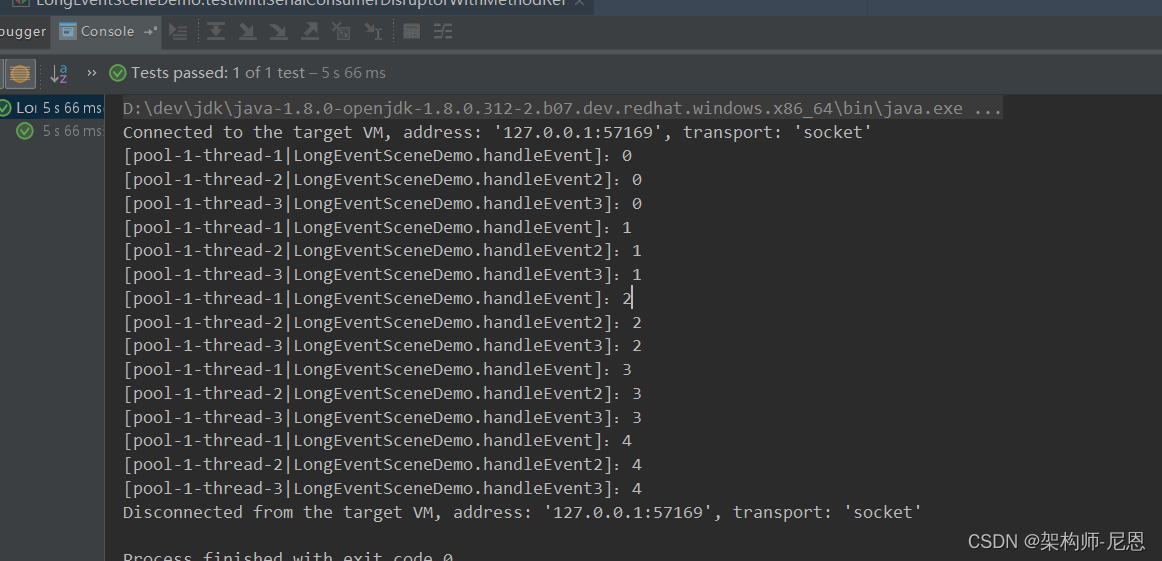 LongEventSceneDemo.testMiltiSerialConsumerDisruptorWithMethodRef
bugger Console
Tests passed: 1 of 1 test – 5 s 66 ms
Loi 5 s 66 ms
5 s 66 ms
D:\dev\jdk\java-1.8.0-openjdk-1.8.0.312-2.b07.dev.redhat.windows.x86_64\bin\java.exe ...
Connected to the target VM, address: '127.0.0.1:57169', transport: 'socket'
[pool-1-thread-1|LongEventSceneDemo.handleEvent]：0
[pool-1-thread-2|LongEventSceneDemo.handleEvent2]：0
[pool-1-thread-3|LongEventSceneDemo.handleEvent3]：0
[pool-1-thread-1|LongEventSceneDemo.handleEvent]：1
[pool-1-thread-2|LongEventSceneDemo.handleEvent2]：1
[pool-1-thread-3|LongEventSceneDemo.handleEvent3]：1
[pool-1-thread-1|LongEventSceneDemo.handleEvent]：2
[pool-1-thread-2|LongEventSceneDemo.handleEvent2]：2
[pool-1-thread-3|LongEventSceneDemo.handleEvent3]：2
[pool-1-thread-1|LongEventSceneDemo.handleEvent]：3
[pool-1-thread-2|LongEventSceneDemo.handleEvent2]：3
[pool-1-thread-3|LongEventSceneDemo.handleEvent3]：3
[pool-1-thread-1|LongEventSceneDemo.handleEvent]：4
[pool-1-thread-2|LongEventSceneDemo.handleEvent2]：4
[pool-1-thread-3|LongEventSceneDemo.handleEvent3]：4
Disconnected from the target VM, address: '127.0.0.1:57169', transport: 'socket'
Process finished with exit code 0
CSDN @架构师-尼恩